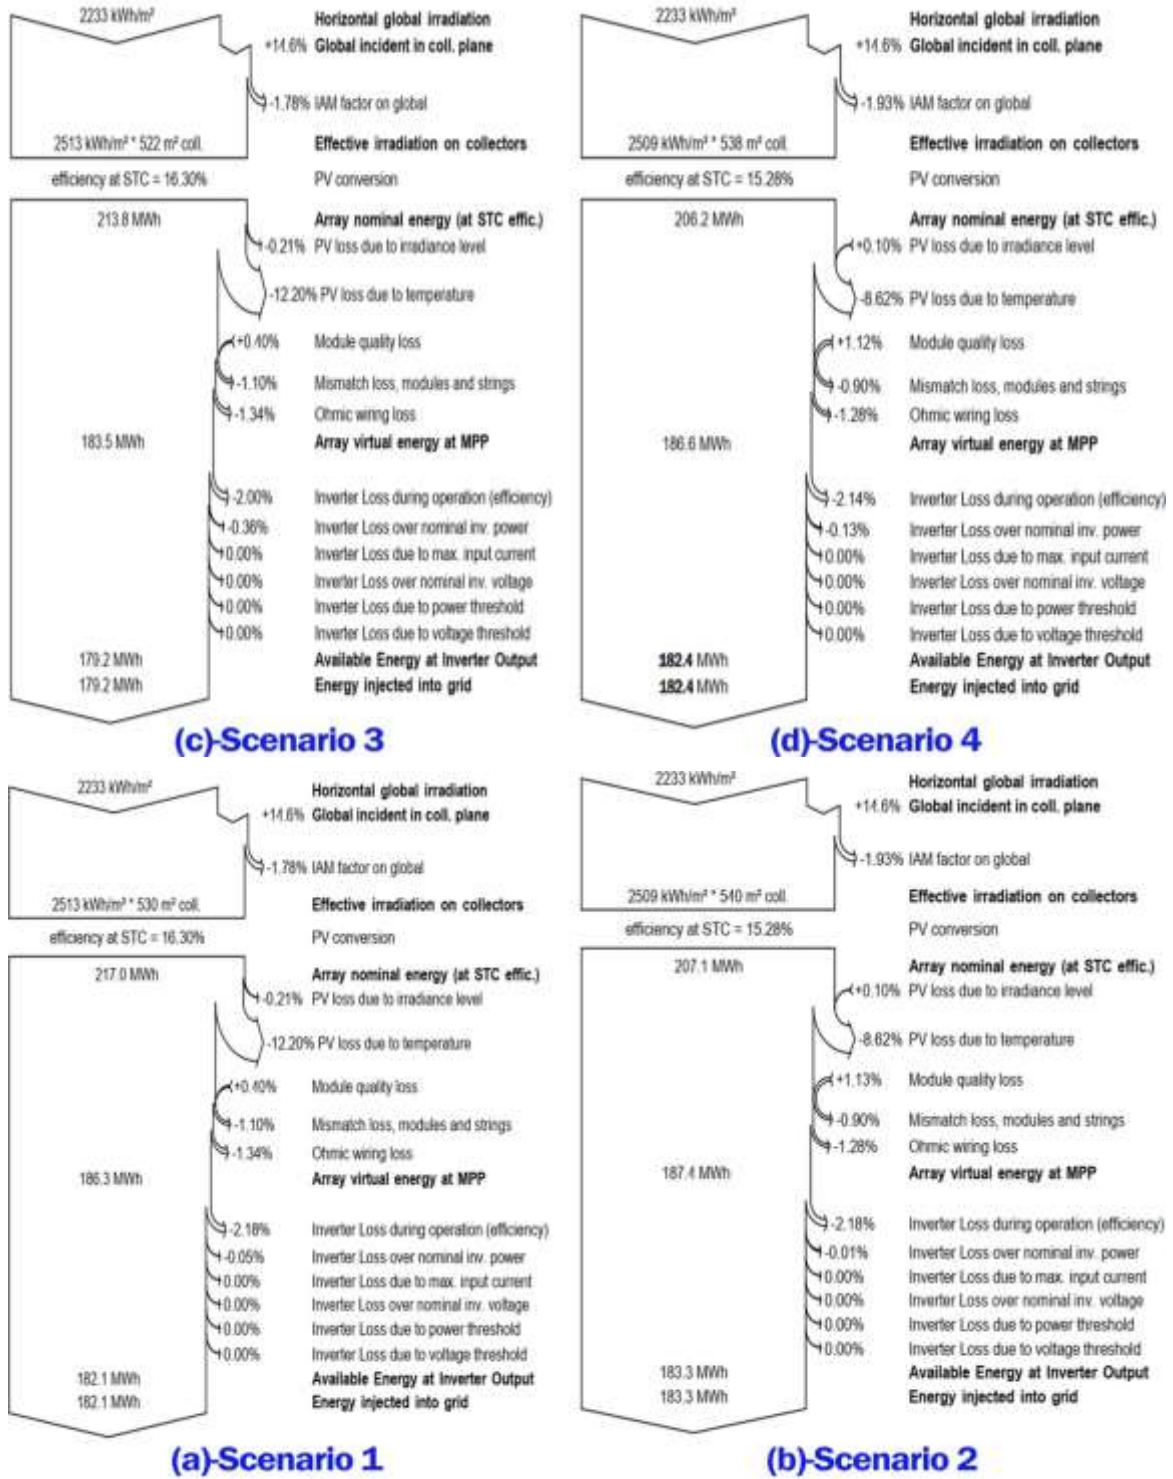 2233 kWh/m² Horizontal global irradiation
+14.6% Global incident in coll. plane
-1.78% IAM factor on global
2513 kWh/m² * 522 m² coll. Effective irradiation on collectors
efficiency at STC = 16.30% PV conversion
213.8 MWh Array nominal energy (at STC effic.)
-0.21% PV loss due to irradiance level
-12.20% PV loss due to temperature
+0.40% Module quality loss
-1.10% Mismatch loss, modules and strings
-1.34% Ohmic wiring loss
183.5 MWh Array virtual energy at MPP
-2.00% Inverter Loss during operation (efficiency)
-0.36% Inverter Loss over nominal inv. power
0.00% Inverter Loss due to max. input current
0.00% Inverter Loss over nominal inv. voltage
0.00% Inverter Loss due to power threshold
0.00% Inverter Loss due to voltage threshold
179.2 MWh Available Energy at Inverter Output
179.2 MWh Energy injected into grid
(c)-Scenario 3
2233 kWh/m² Horizontal global irradiation
+14.6% Global incident in coll. plane
-1.93% IAM factor on global
2509 kWh/m² * 538 m² coll. Effective irradiation on collectors
efficiency at STC = 15.28% PV conversion
206.2 MWh Array nominal energy (at STC effic.)
+0.10% PV loss due to irradiance level
-8.62% PV loss due to temperature
+1.12% Module quality loss
-0.90% Mismatch loss, modules and strings
-1.28% Ohmic wiring loss
186.6 MWh Array virtual energy at MPP
-2.14% Inverter Loss during operation (efficiency)
-0.13% Inverter Loss over nominal inv. power
0.00% Inverter Loss due to max. input current
0.00% Inverter Loss over nominal inv. voltage
0.00% Inverter Loss due to power threshold
0.00% Inverter Loss due to voltage threshold
182.4 MWh Available Energy at Inverter Output
182.4 MWh Energy injected into grid
(d)-Scenario 4
2233 kWh/m² Horizontal global irradiation
+14.6% Global incident in coll. plane
-1.78% IAM factor on global
2513 kWh/m² * 530 m² coll. Effective irradiation on collectors
efficiency at STC = 16.30% PV conversion
217.0 MWh Array nominal energy (at STC effic.)
-0.21% PV loss due to irradiance level
-12.20% PV loss due to temperature
+0.40% Module quality loss
-1.10% Mismatch loss, modules and strings
-1.34% Ohmic wiring loss
186.3 MWh Array virtual energy at MPP
-2.18% Inverter Loss during operation (efficiency)
-0.05% Inverter Loss over nominal inv. power
0.00% Inverter Loss due to max. input current
0.00% Inverter Loss over nominal inv. voltage
0.00% Inverter Loss due to power threshold
0.00% Inverter Loss due to voltage threshold
182.1 MWh Available Energy at Inverter Output
182.1 MWh Energy injected into grid
(a)-Scenario 1
2233 kWh/m² Horizontal global irradiation
+14.6% Global incident in coll. plane
-1.93% IAM factor on global
2509 kWh/m² * 540 m² coll. Effective irradiation on collectors
efficiency at STC = 15.28% PV conversion
207.1 MWh Array nominal energy (at STC effic.)
+0.10% PV loss due to irradiance level
-8.62% PV loss due to temperature
+1.13% Module quality loss
-0.90% Mismatch loss, modules and strings
-1.28% Ohmic wiring loss
187.4 MWh Array virtual energy at MPP
-2.18% Inverter Loss during operation (efficiency)
-0.01% Inverter Loss over nominal inv. power
0.00% Inverter Loss due to max. input current
0.00% Inverter Loss over nominal inv. voltage
0.00% Inverter Loss due to power threshold
0.00% Inverter Loss due to voltage threshold
183.3 MWh Available Energy at Inverter Output
183.3 MWh Energy injected into grid
(b)-Scenario 2